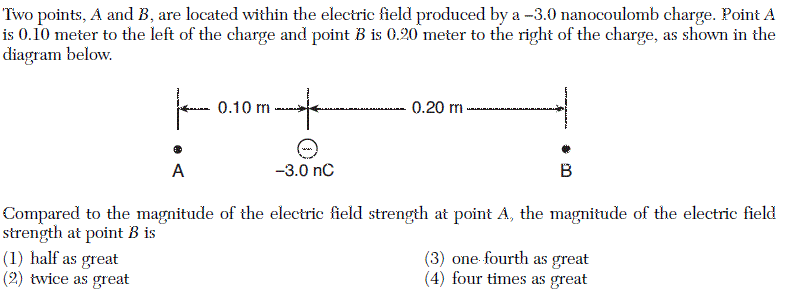 Two points, A and B, are located within the electric field produced by a −3.0 nanocoulomb charge. Point A
is 0.10 meter to the left of the charge and point B is 0.20 meter to the right of the charge, as shown in the
diagram below.
0.10 m 0.20 m
−
A −3.0 nC B
Compared to the magnitude of the electric field strength at point A, the magnitude of the electric field
strength at point B is
(1) half as great (3) one-fourth as great
(2) twice as great (4) four times as great